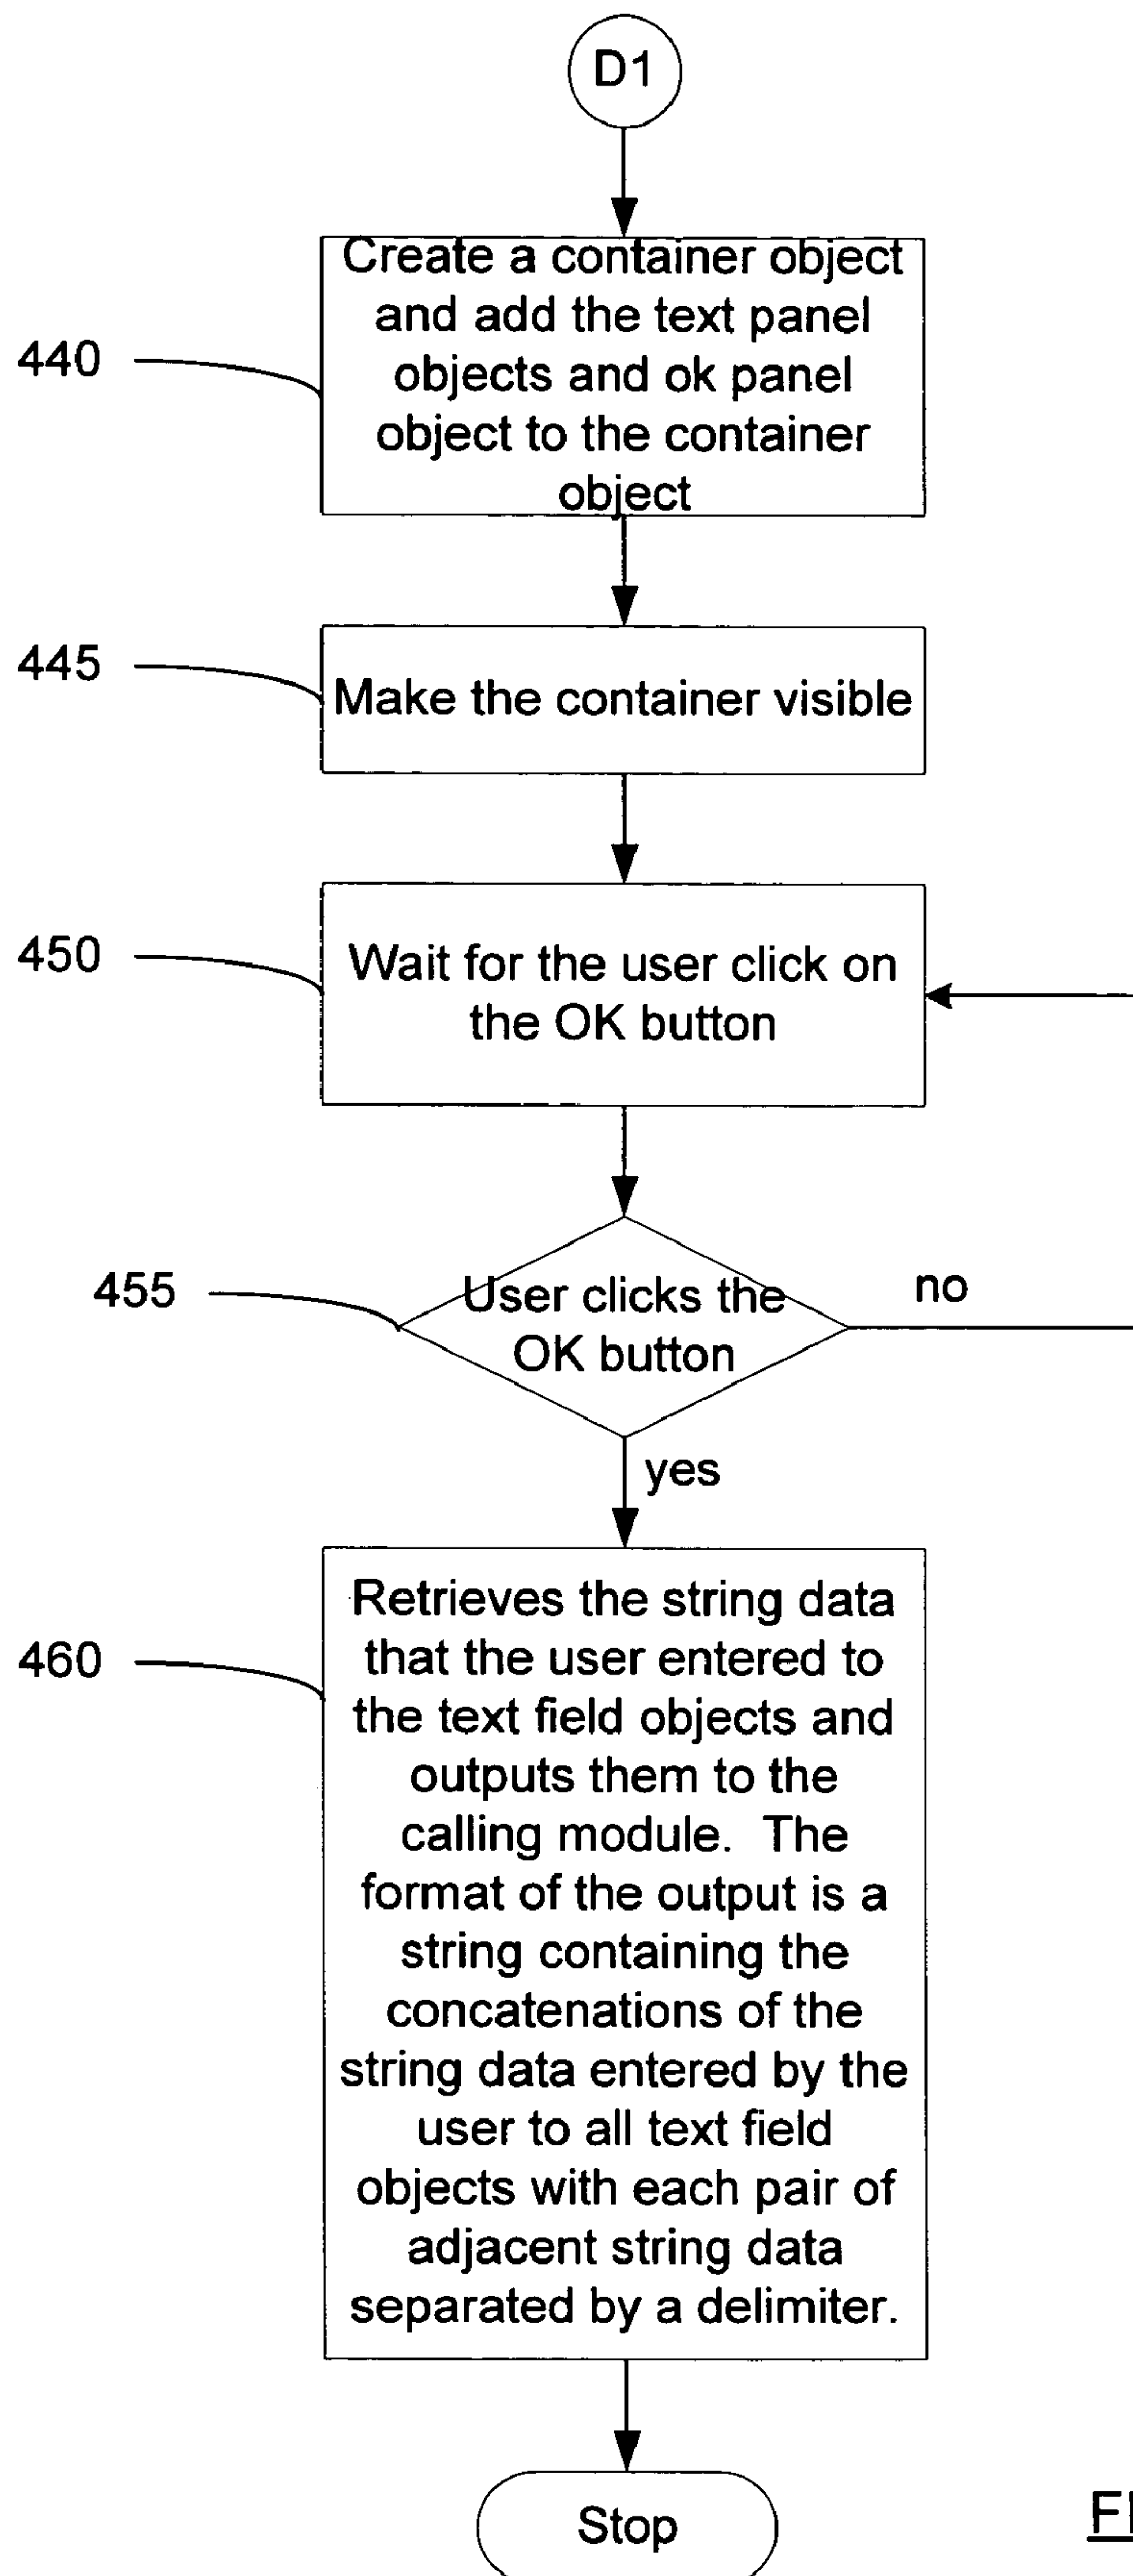 D1
Create a container object
and add the text panel
objects and ok panel
object to the container
object
440
445
Make the container visible
450
Wait for the user click on
the OK button
455
User clicks the
OK button
no
yes
460
Retrieves the string data
that the user entered to
the text field objects and
outputs them to the
calling module. The
format of the output is a
string containing the
concatenations of the
string data entered by the
user to all text field
objects with each pair of
adjacent string data
separated by a delimiter.
Stop